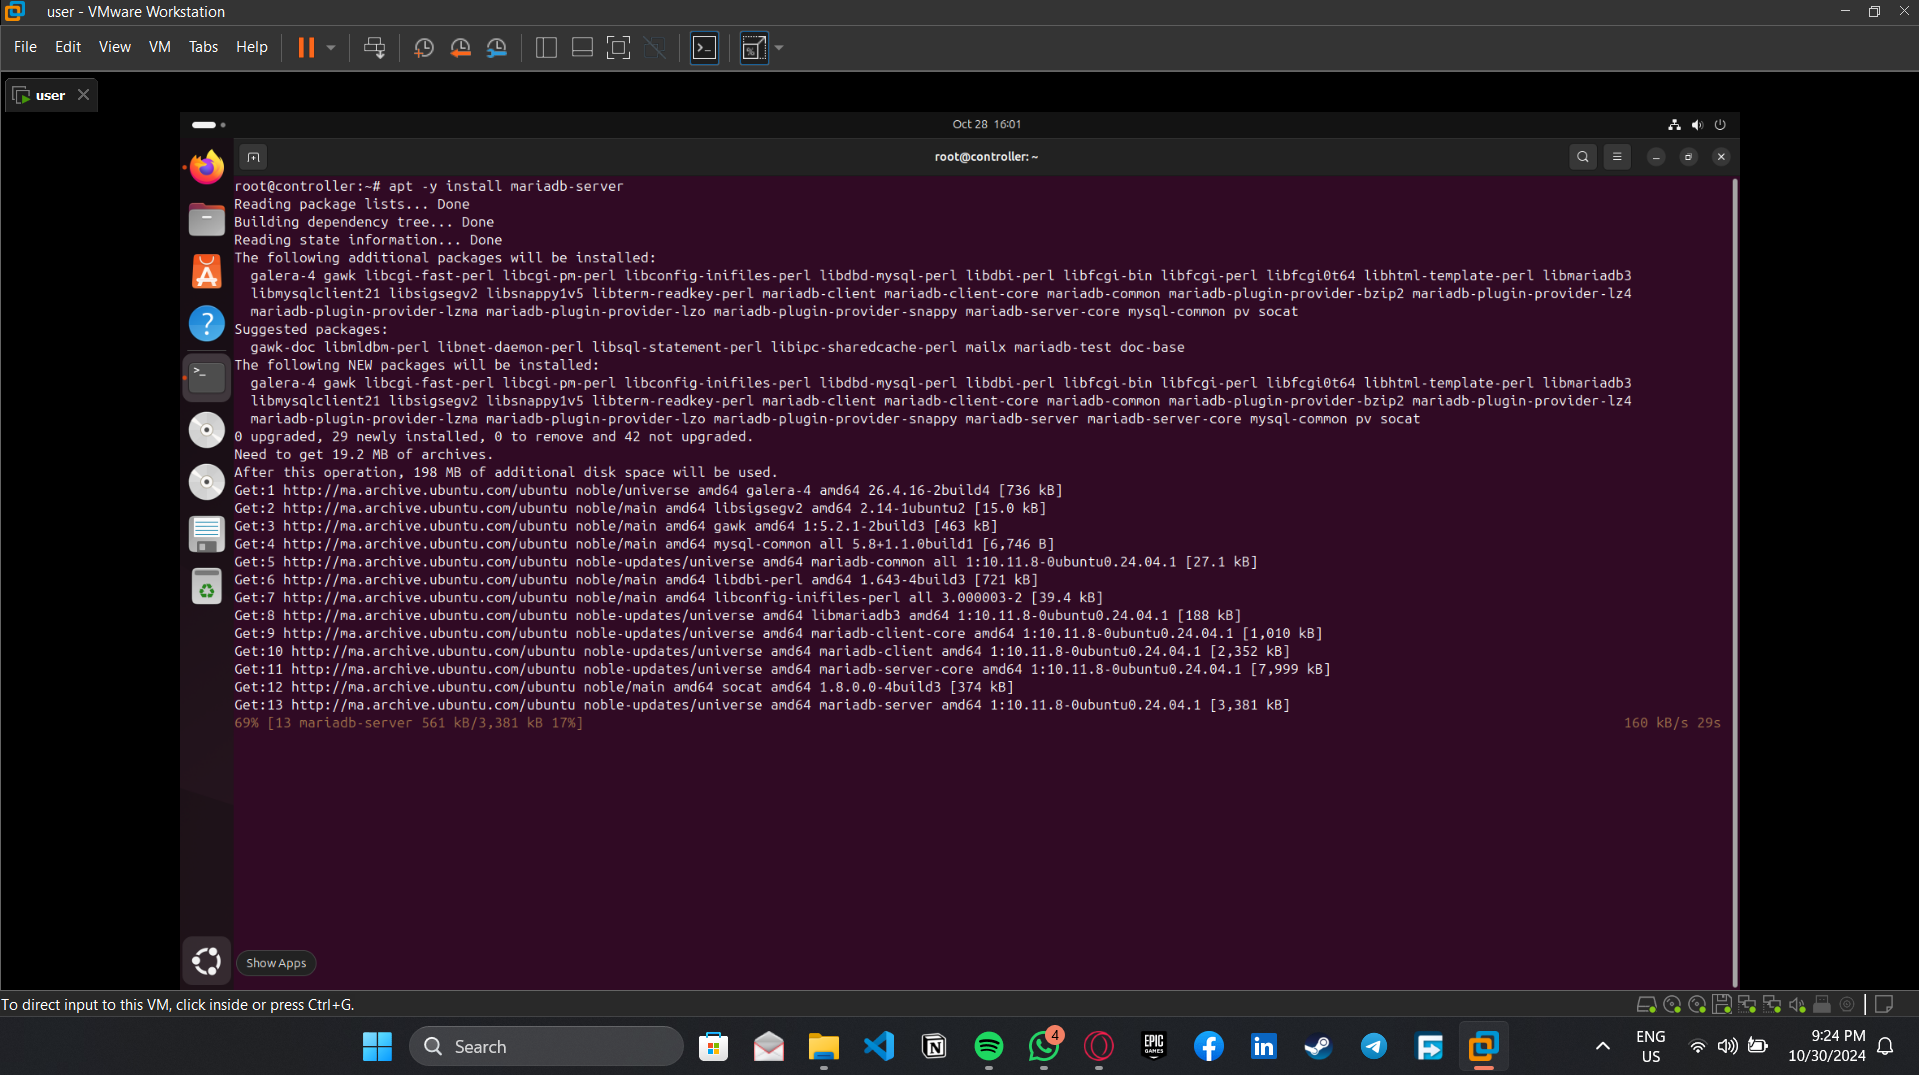 user - VMware Workstation
File Edit View VM Tabs Help
user
Oct 28 16:01
root@controller: ~
root@controller:~# apt -y install mariadb-server
Reading package lists... Done
Building dependency tree... Done
Reading state information... Done
The following additional packages will be installed:
galera-4 gawk libcgi-fast-perl libcgi-pm-perl libconfig-inifiles-perl libdbd-mysql-perl libdbi-perl libfcgi-bin libfcgi-perl libfcgi0t64 libhtml-template-perl libmariadb3
libmysqlclient21 libsigsegv2 libsnappy1v5 libterm-readkey-perl mariadb-client mariadb-client-core mariadb-common mariadb-plugin-provider-bzip2 mariadb-plugin-provider-lz4
mariadb-plugin-provider-lzma mariadb-plugin-provider-lzo mariadb-plugin-provider-snappy mariadb-server-core mysql-common pv socat
Suggested packages:
gawk-doc libmldbm-perl libnet-daemon-perl libsql-statement-perl libipc-sharedcache-perl mailx mariadb-test doc-base
The following NEW packages will be installed:
galera-4 gawk libcgi-fast-perl libcgi-pm-perl libconfig-inifiles-perl libdbd-mysql-perl libdbi-perl libfcgi-bin libfcgi-perl libfcgi0t64 libhtml-template-perl libmariadb3
libmysqlclient21 libsigsegv2 libsnappy1v5 libterm-readkey-perl mariadb-client mariadb-client-core mariadb-common mariadb-plugin-provider-bzip2 mariadb-plugin-provider-lz4
mariadb-plugin-provider-lzma mariadb-plugin-provider-lzo mariadb-plugin-provider-snappy mariadb-server mariadb-server-core mysql-common pv socat
0 upgraded, 29 newly installed, 0 to remove and 42 not upgraded.
Need to get 19.2 MB of archives.
After this operation, 198 MB of additional disk space will be used.
Get:1 http://ma.archive.ubuntu.com/ubuntu noble/universe amd64 galera-4 amd64 26.4.16-2build4 [736 kB]
Get:2 http://ma.archive.ubuntu.com/ubuntu noble/main amd64 libsigsegv2 amd64 2.14-1ubuntu2 [15.0 kB]
Get:3 http://ma.archive.ubuntu.com/ubuntu noble/main amd64 gawk amd64 1:5.2.1-2build3 [463 kB]
Get:4 http://ma.archive.ubuntu.com/ubuntu noble/main amd64 mysql-common all 5.8+1.1.0build1 [6,746 B]
Get:5 http://ma.archive.ubuntu.com/ubuntu noble-updates/universe amd64 mariadb-common all 1:10.11.8-0ubuntu0.24.04.1 [27.1 kB]
Get:6 http://ma.archive.ubuntu.com/ubuntu noble/main amd64 libdbi-perl amd64 1.643-4build3 [721 kB]
Get:7 http://ma.archive.ubuntu.com/ubuntu noble/main amd64 libconfig-inifiles-perl all 3.000003-2 [39.4 kB]
Get:8 http://ma.archive.ubuntu.com/ubuntu noble-updates/universe amd64 libmariadb3 amd64 1:10.11.8-0ubuntu0.24.04.1 [188 kB]
Get:9 http://ma.archive.ubuntu.com/ubuntu noble-updates/universe amd64 mariadb-client-core amd64 1:10.11.8-0ubuntu0.24.04.1 [1,010 kB]
Get:10 http://ma.archive.ubuntu.com/ubuntu noble-updates/universe amd64 mariadb-client amd64 1:10.11.8-0ubuntu0.24.04.1 [2,352 kB]
Get:11 http://ma.archive.ubuntu.com/ubuntu noble-updates/universe amd64 mariadb-server-core amd64 1:10.11.8-0ubuntu0.24.04.1 [7,999 kB]
Get:12 http://ma.archive.ubuntu.com/ubuntu noble/main amd64 socat amd64 1.8.0.0-4build3 [374 kB]
Get:13 http://ma.archive.ubuntu.com/ubuntu noble-updates/universe amd64 mariadb-server amd64 1:10.11.8-0ubuntu0.24.04.1 [3,381 kB]
69% [13 mariadb-server 561 kB/3,381 kB 17%] 160 kB/s 29s
Show Apps
To direct input to this VM, click inside or press Ctrl+G.
Search
4
EPIC
GAMES
ENG
US
9:24 PM
10/30/2024